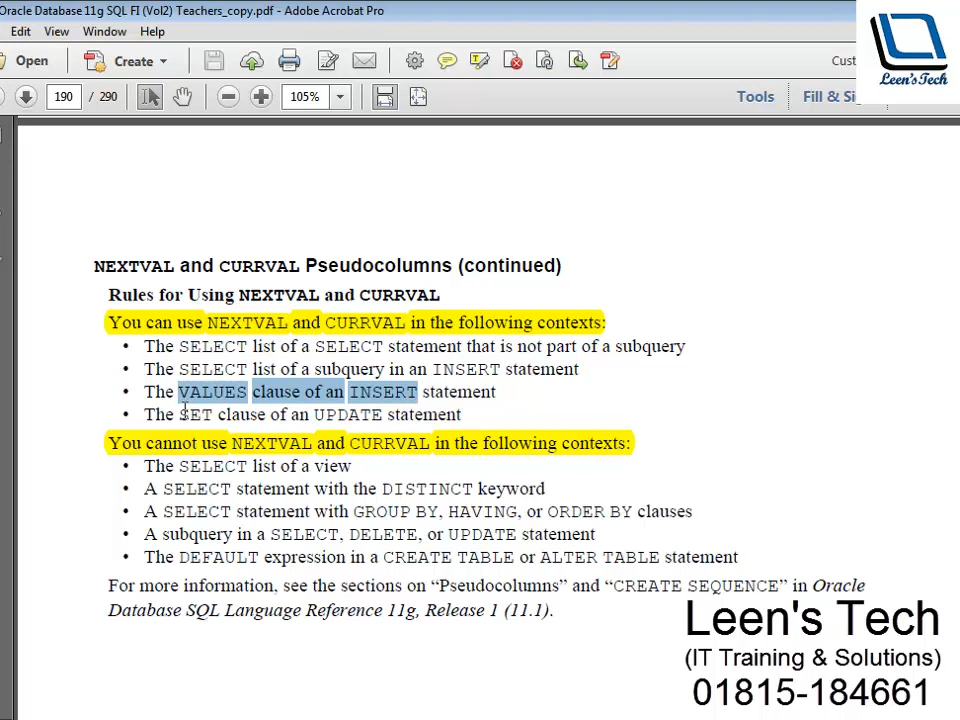 Oracle Database 11g SQL FI (Vol2) Teachers_copy.pdf - Adobe Acrobat Pro
Edit View Window Help
Open Create Cust
190 / 290 105% Tools Fill & Si
Leen'sTech
NEXTVAL and CURRVAL Pseudocolumns (continued)
Rules for Using NEXTVAL and CURRVAL
You can use NEXTVAL and CURRVAL in the following contexts:
• The SELECT list of a SELECT statement that is not part of a subquery
• The SELECT list of a subquery in an INSERT statement
• The VALUES clause of an INSERT statement
• The SET clause of an UPDATE statement
You cannot use NEXTVAL and CURRVAL in the following contexts:
• The SELECT list of a view
• A SELECT statement with the DISTINCT keyword
• A SELECT statement with GROUP BY, HAVING, or ORDER BY clauses
• A subquery in a SELECT, DELETE, or UPDATE statement
• The DEFAULT expression in a CREATE TABLE or ALTER TABLE statement
For more information, see the sections on “Pseudocolumns” and “CREATE SEQUENCE” in Oracle
Database SQL Language Reference 11g, Release 1 (11.1).
Leen's Tech
(IT Training & Solutions)
01815-184661